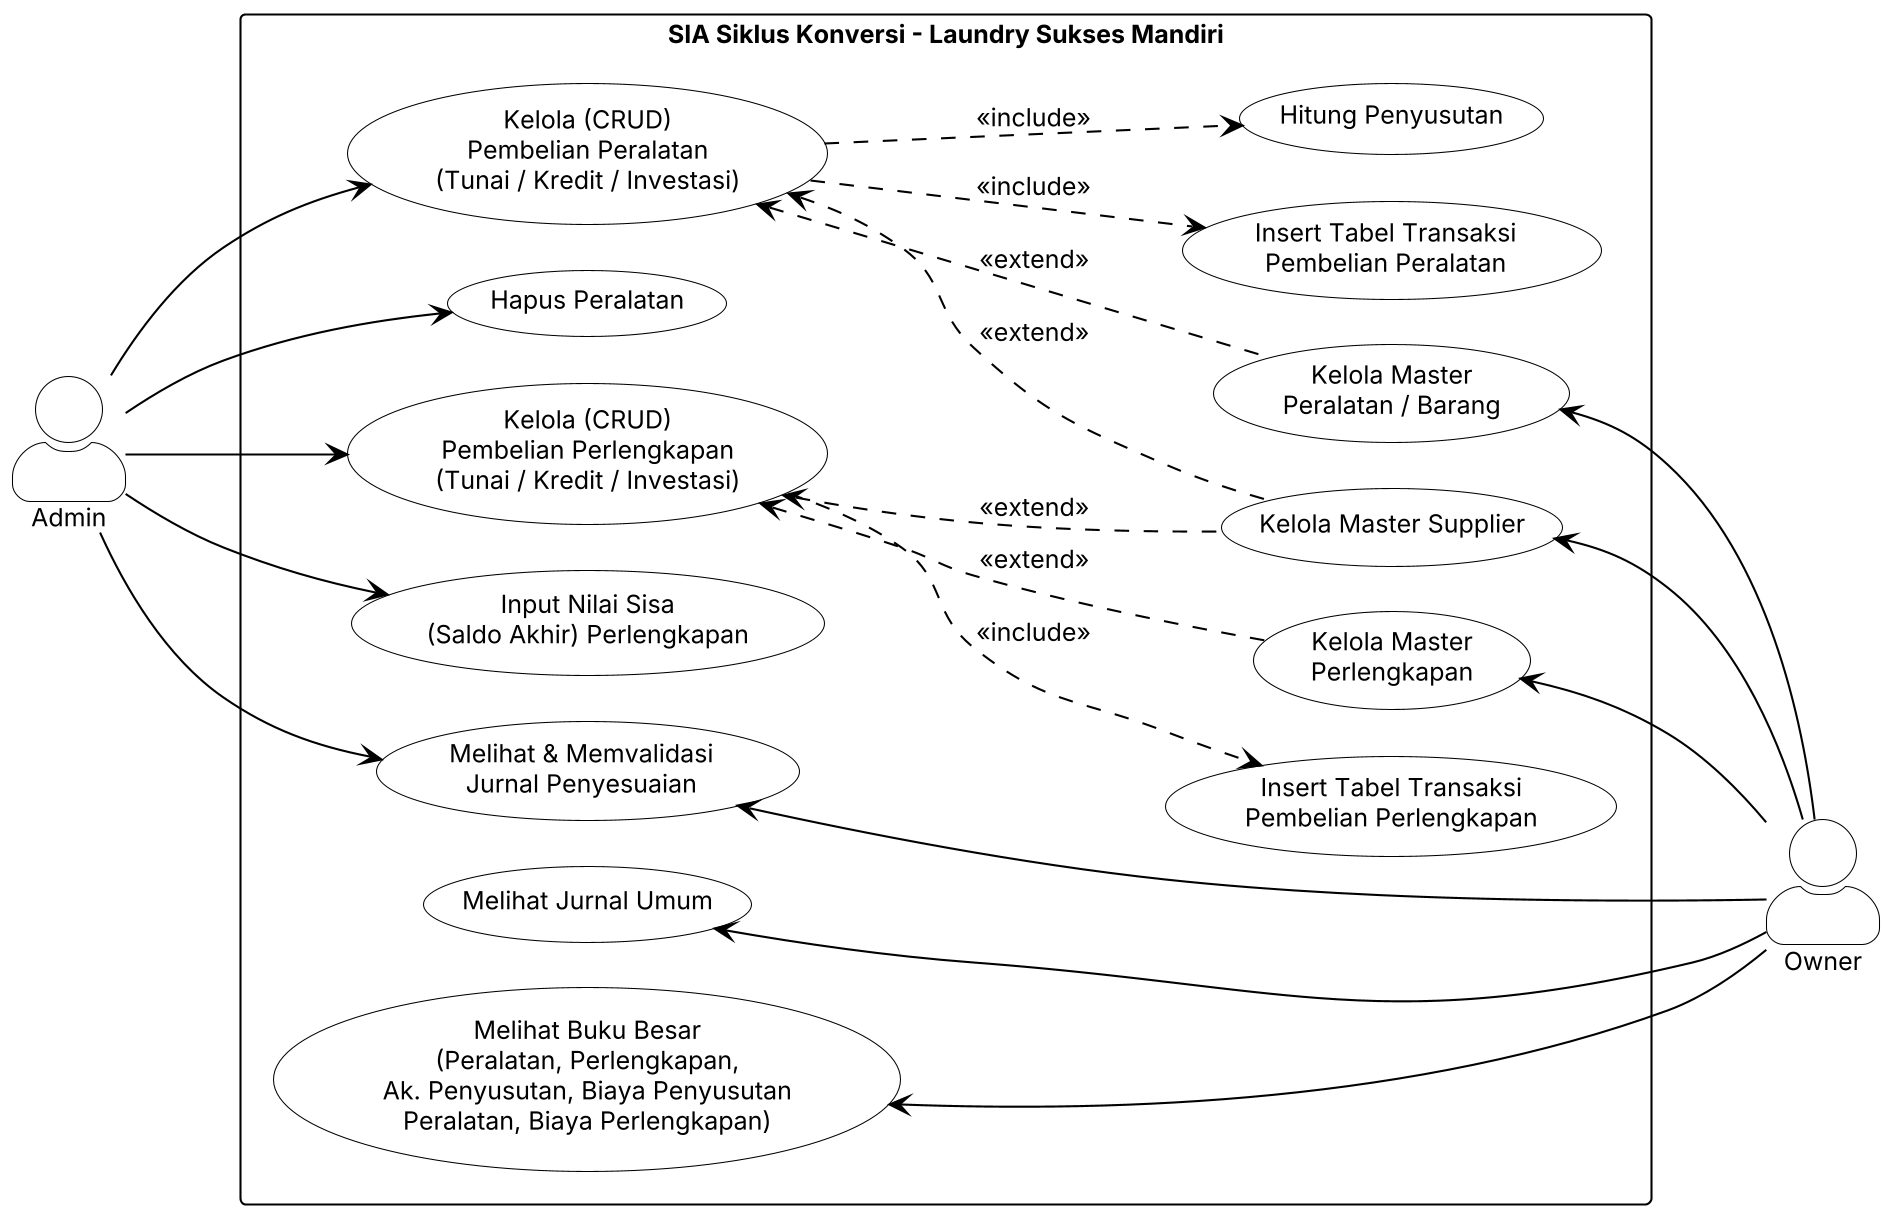 SIA Siklus Konversi - Laundry Sukses Mandiri
Kelola (CRUD)
Pembelian Peralatan
(Tunai / Kredit / Investasi)
«include»
Hitung Penyusutan
«include»
Insert Tabel Transaksi
Pembelian Peralatan
«extend»
Hapus Peralatan
«extend»
Kelola Master
Peralatan / Barang
Kelola (CRUD)
Pembelian Perlengkapan
(Tunai / Kredit / Investasi)
«extend»
Kelola Master Supplier
Admin
«extend»
Input Nilai Sisa
(Saldo Akhir) Perlengkapan
«include»
Kelola Master
Perlengkapan
Melihat & Memvalidasi
Jurnal Penyesuaian
Insert Tabel Transaksi
Pembelian Perlengkapan
Melihat Jurnal Umum
Owner
Melihat Buku Besar
(Peralatan, Perlengkapan,
Ak. Penyusutan, Biaya Penyusutan
Peralatan, Biaya Perlengkapan)